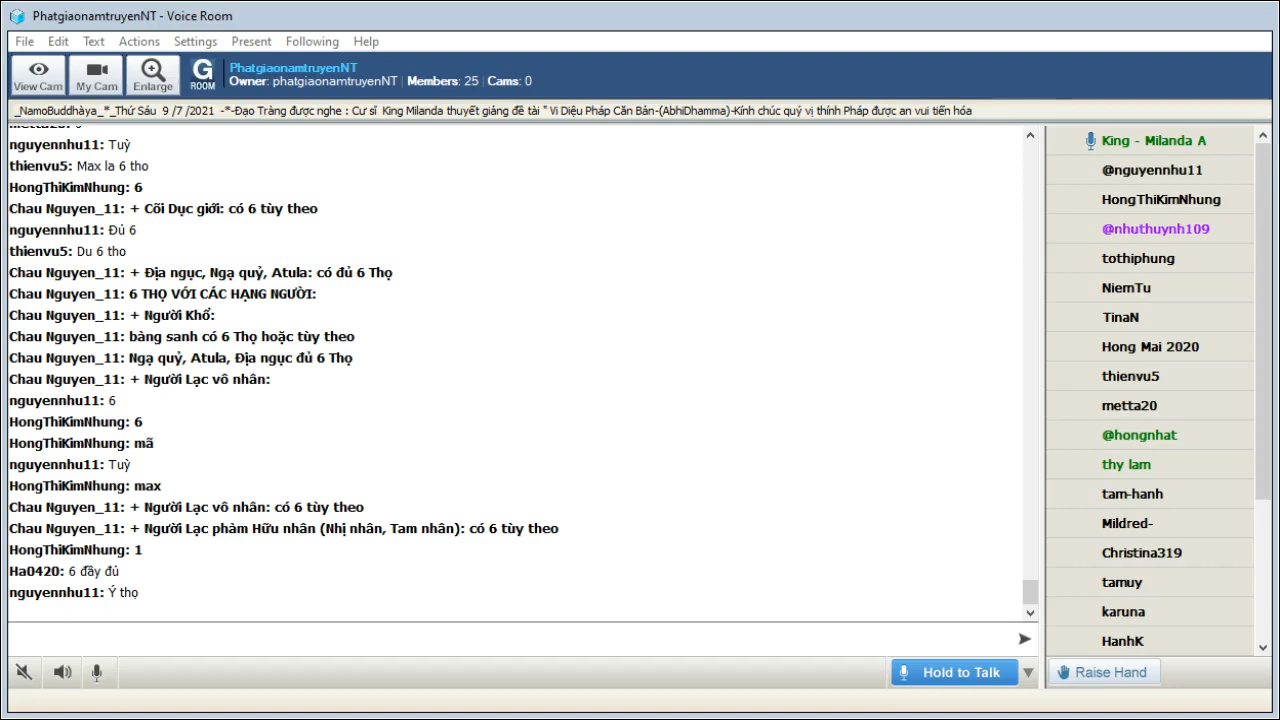 PhatgiaonamtruyenNT - Voice Room
File Edit Text Actions Settings Present Following Help
View Cam My Cam Enlarge G ROOM
PhatgiaonamtruyenNT
Owner: phatgiaonamtruyenNT | Members: 25 | Cams: 0
_NamoBuddhàya_*_Thứ Sáu 9 /7 /2021 -*-Đạo Tràng được nghe : Cư sĩ King Milanda thuyết giảng đề tài " Vi Diệu Pháp Căn Bản-(AbhiDhamma)-Kính chúc quý vị thính Pháp được an vui tiến hóa
nguyennhu11: Tuỳ
thienvu5: Max la 6 tho
HongThiKimNhung: 6
Chau Nguyen_11: + Cõi Dục giới: có 6 tùy theo
nguyennhu11: Đủ 6
thienvu5: Du 6 tho
Chau Nguyen_11: + Địa ngục, Ngạ quỷ, Atula: có đủ 6 Thọ
Chau Nguyen_11: 6 THỌ VỚI CÁC HẠNG NGƯỜI:
Chau Nguyen_11: + Người Khổ:
Chau Nguyen_11: bàng sanh có 6 Thọ hoặc tùy theo
Chau Nguyen_11: Ngạ quỷ, Atula, Địa ngục đủ 6 Thọ
Chau Nguyen_11: + Người Lạc vô nhân:
nguyennhu11: 6
HongThiKimNhung: 6
HongThiKimNhung: mã
nguyennhu11: Tuỳ
HongThiKimNhung: max
Chau Nguyen_11: + Người Lạc vô nhân: có 6 tùy theo
Chau Nguyen_11: + Người Lạc phàm Hữu nhân (Nhị nhân, Tam nhân): có 6 tùy theo
HongThiKimNhung: 1
Ha0420: 6 đầy đủ
nguyennhu11: Ý thọ
King - Milanda A
@nguyennhu11
HongThiKimNhung
@nhuthuynh109
tothiphung
NiemTu
TinaN
Hong Mai 2020
thienvu5
metta20
@hongnhat
thy lam
tam-hanh
Mildred-
Christina319
tamuy
karuna
HanhK
Hold to Talk
Raise Hand